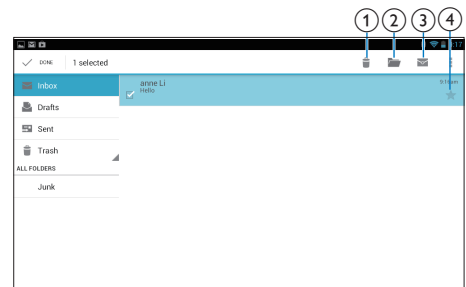 1 2 3 4
DONE 1 selected
Inbox
anne Li
Hello
Drafts
Sent
Trash
ALL FOLDERS
Junk